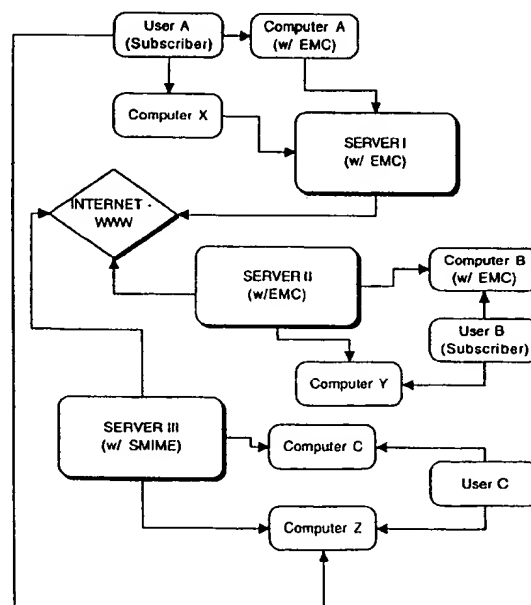 User A
(Subscriber)
Computer A
(w/ EMC)
Computer X
SERVER I
(w/ EMC)
INTERNET -
WWW
SERVER II
(w/EMC)
Computer B
(w/ EMC)
User B
(Subscriber)
Computer Y
SERVER III
(w/ SMIME)
Computer C
User C
Computer Z